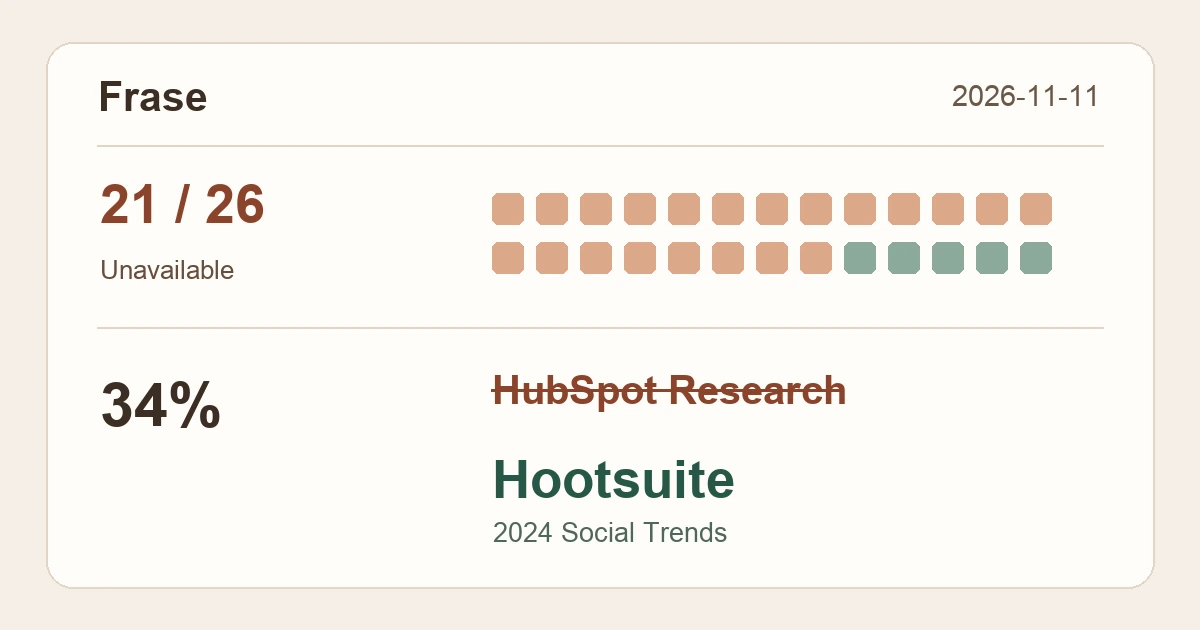 Frase
2026-11-11
21 / 26
Unavailable
34%
HubSpot Research
Hootsuite
2024 Social Trends